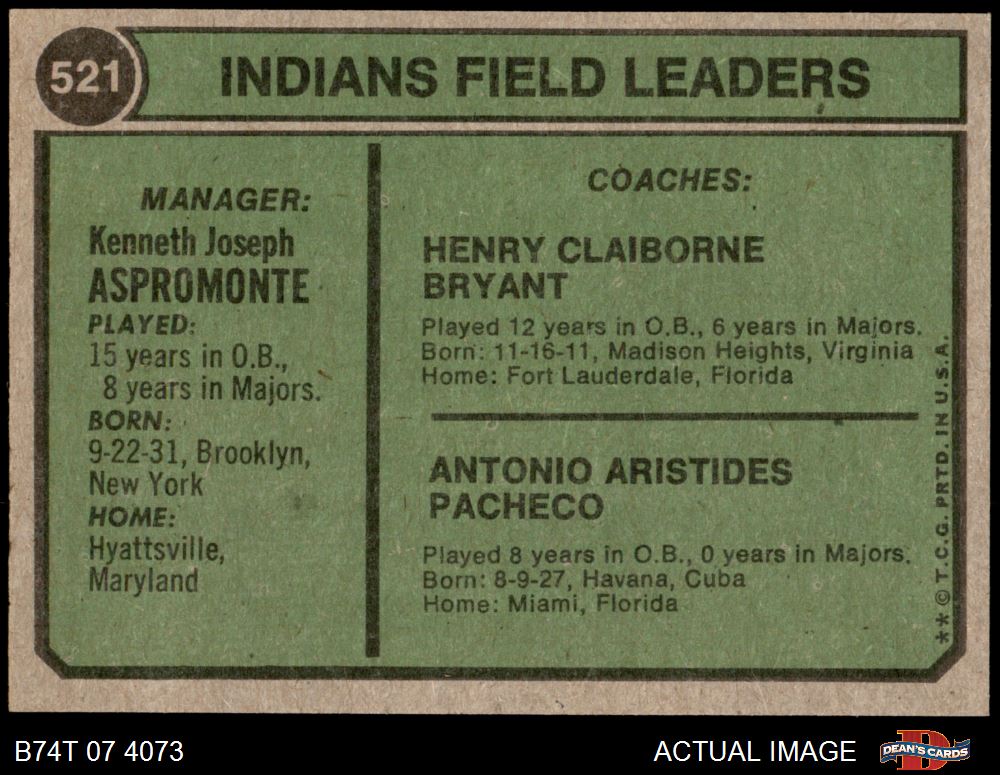 521
INDIANS FIELD LEADERS
MANAGER:
Kenneth Joseph
ASPROMONTE
PLAYED:
15 years in O.B.,
8 years in Majors.
BORN:
9-22-31, Brooklyn,
New York
HOME:
Hyattsville,
Maryland
COACHES:
HENRY CLAIBORNE
BRYANT
Played 12 years in O.B., 6 years in Majors.
Born: 11-16-11, Madison Heights, Virginia
Home: Fort Lauderdale, Florida
ANTONIO ARISTIDES
PACHECO
Played 8 years in O.B., 0 years in Majors.
Born: 8-9-27, Havana, Cuba
Home: Miami, Florida
**©T.C.G. PRTD. IN U.S.A.
B74T 07 4073
ACTUAL IMAGE
D
DEAN'S CARDS